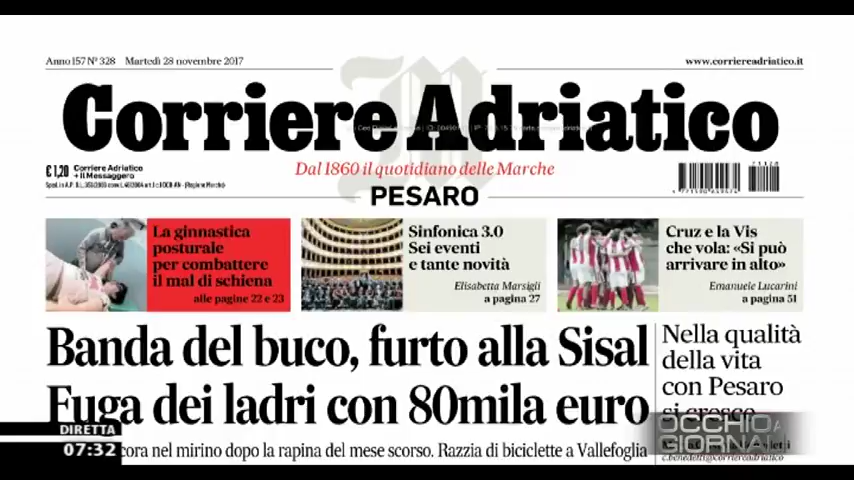 Anno 157 N° 328 Martedì 28 novembre 2017
www.corriereadriatico.it
Corriere Adriatico
€ 1,20 Corriere Adriatico
+ Il Messaggero
Dal 1860 il quotidiano delle Marche
PESARO
La ginnastica
posturale
per combattere
il mal di schiena
alle pagine 22 e 23
Sinfonica 3.0
Sei eventi
e tante novità
Elisabetta Marsigli
a pagina 27
Cruz e la Vis
che vola: «Si può
arrivare in alto»
Emanuele Lucarini
a pagina 51
Banda del buco, furto alla Sisal
Fuga dei ladri con 80mila euro
cora nel mirino dopo la rapina del mese scorso. Razzia di biciclette a Vallefoglia
Nella qualità
della vita
con Pesaro
si cresce
c.benedetti@corriereadriatico
DIRETTA
07:32
OCCHIO
GIORNALI